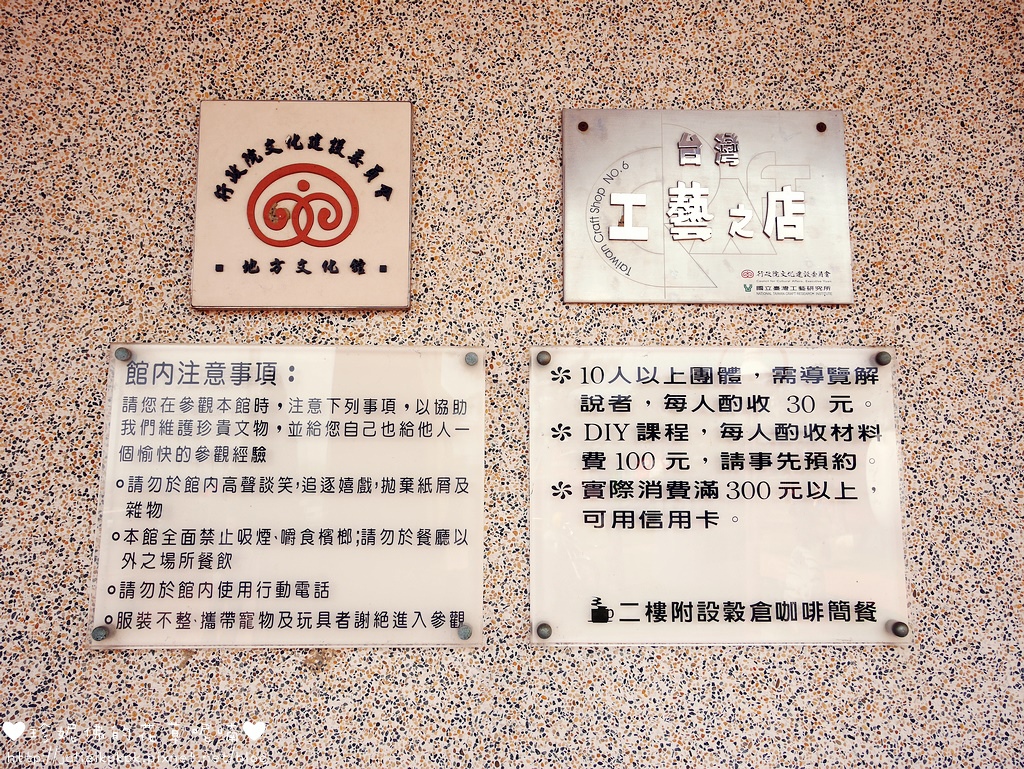 行政院文化建設委員會
地方文化館
台灣
工藝之店
Taiwan Craft Shop NO.6
行政院文化建設委員會
國立臺灣工藝研究所
館內注意事項：
請您在參觀本館時，注意下列事項，以協助
我們維護珍貴文物，並給您自己也給他人一
個愉快的參觀經驗
請勿於館內高聲談笑,追逐嬉戲,拋棄紙屑及
雜物
本館全面禁止吸煙、嚼食檳榔;請勿於餐廳以
外之場所餐飲
請勿於館內使用行動電話
服裝不整、攜帶寵物及玩具者謝絕進入參觀
※ 10人以上團體，需導覽解
說者，每人酌收 30 元。
※ DIY課程，每人酌收材料
費100 元，請事先預約。
※ 實際消費滿300元以上，
可用信用卡。
二樓附設穀倉咖啡簡餐